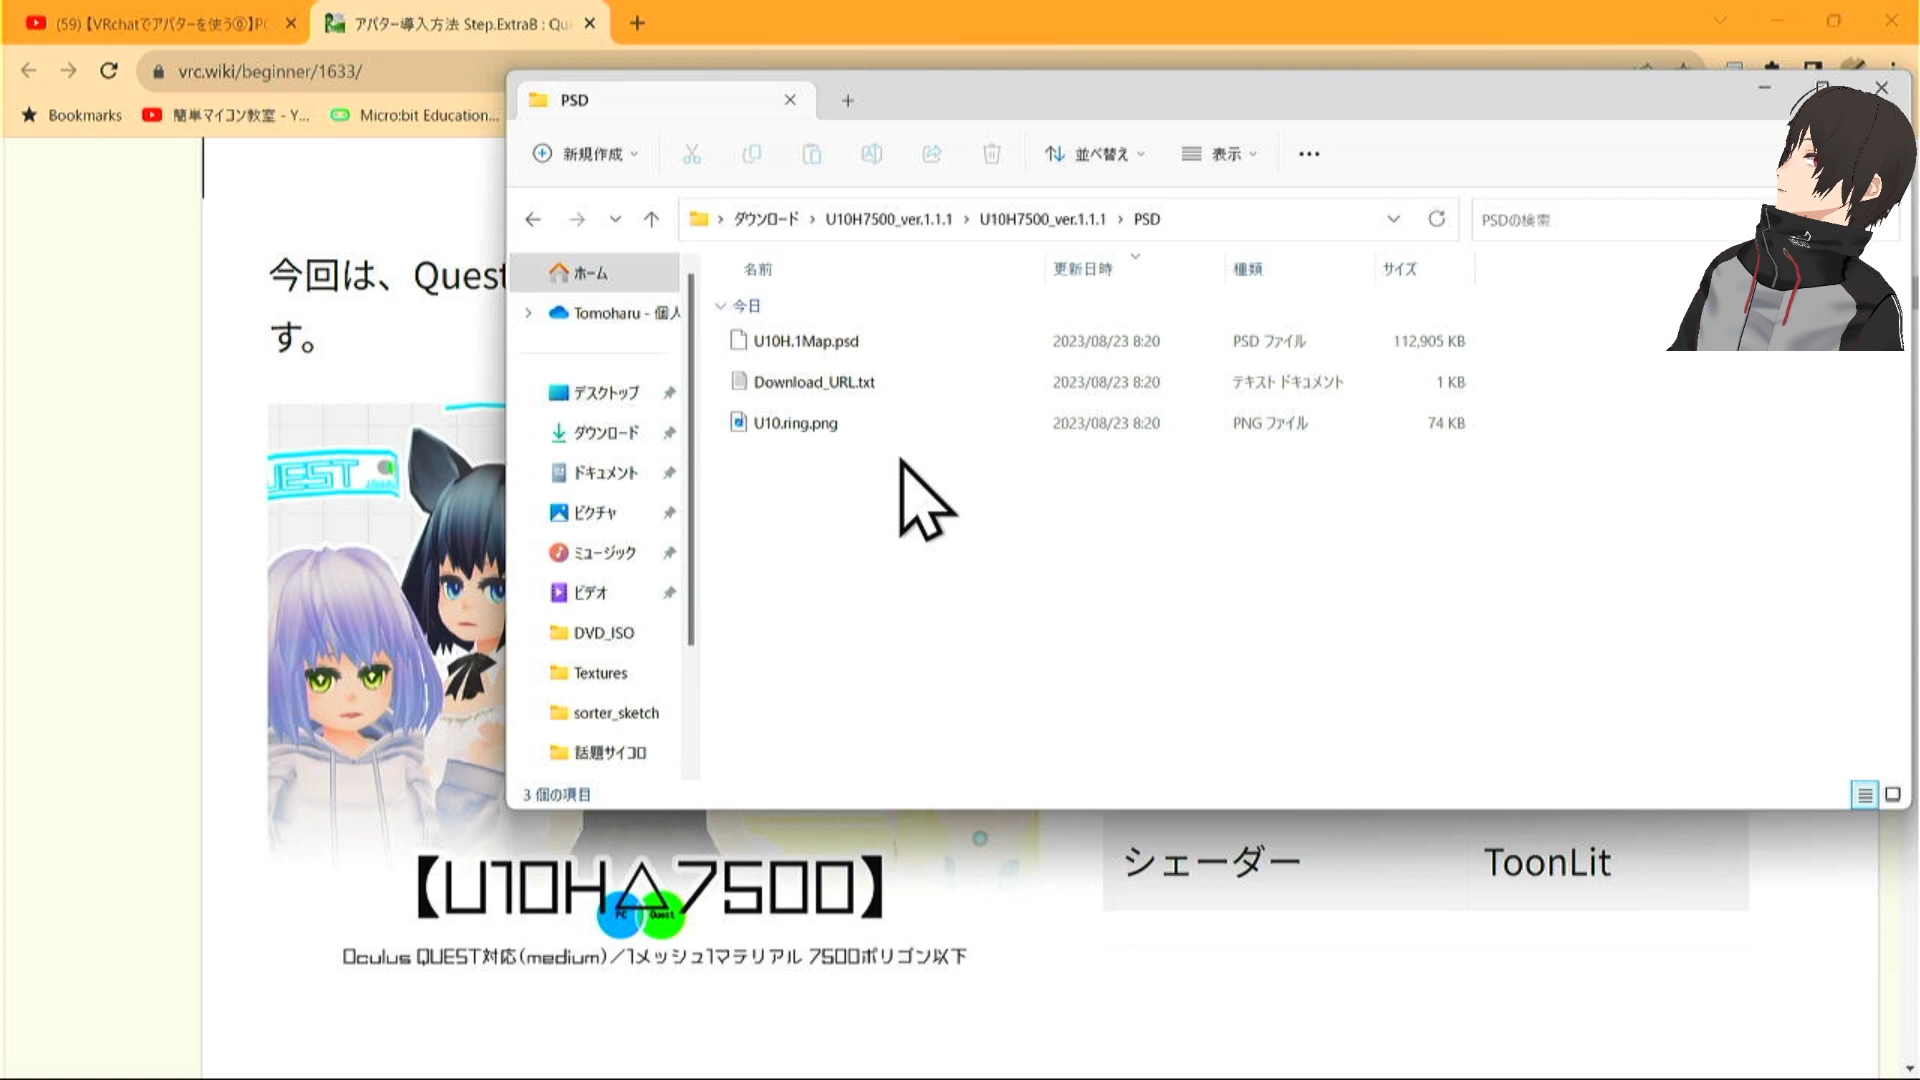 (59)【VRchatでアバターを使う⓪】PC
アバター導入方法 Step.ExtraB : Qu
vrc.wiki/beginner/1633/
Bookmarks
簡単マイコン教室 - Y...
Micro:bit Education...
PSD
新規作成
並べ替え
表示
ダウンロード › U10H7500_ver.1.1.1 › U10H7500_ver.1.1.1 › PSD
PSDの検索
ホーム
Tomoharu - 個人
デスクトップ
ダウンロード
ドキュメント
ピクチャ
ミュージック
ビデオ
DVD_ISO
Textures
sorter_sketch
話題サイコロ
名前 更新日時 種類 サイズ
今日
U10H.1Map.psd 2023/08/23 8:20 PSD ファイル 112,905 KB
Download_URL.txt 2023/08/23 8:20 テキスト ドキュメント 1 KB
U10.ring.png 2023/08/23 8:20 PNG ファイル 74 KB
3 個の項目
今回は、Quest
す。
UEST
【U10H△7500】
PC Quest
Oculus QUEST対応(medium)/1メッシュ1マテリアル 7500ポリゴン以下
シェーダー ToonLit